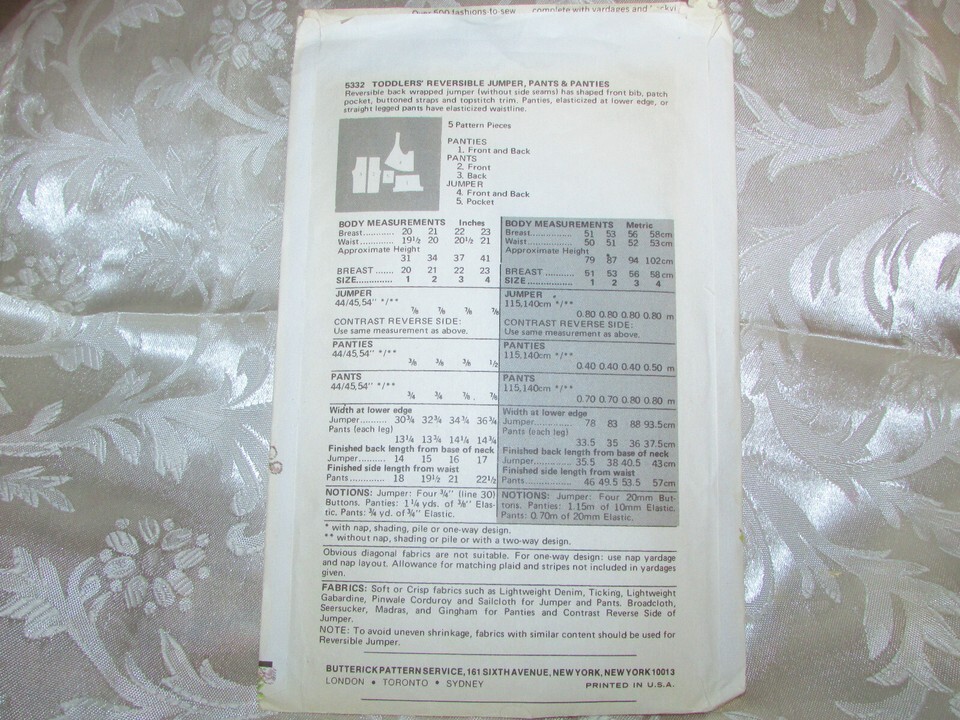 Over 500 fashions to sew ... complete with yardages and
5332 TODDLERS' REVERSIBLE JUMPER, PANTS & PANTIES
Reversible back wrapped jumper (without side seams) has shaped front bib, patch
pocket, buttoned straps and topstitch trim. Panties, elasticized at lower edge, or
straight legged pants have elasticized waistline.
5 Pattern Pieces
PANTIES
1. Front and Back
PANTS
2. Front
3. Back
JUMPER
4. Front and Back
5. Pocket
BODY MEASUREMENTS Inches
Breast............ 20 21 22 23
Waist............ 19½ 20 20½ 21
Approximate Height
31 34 37 41
BREAST ....... 20 21 22 23
SIZE.............. 1 2 3 4
JUMPER
44/45,54" */**
⅞ ⅞ ⅞ ⅞
CONTRAST REVERSE SIDE:
Use same measurement as above.
PANTIES
44/45,54" */**
⅜ ⅜ ⅜ ½
PANTS
44/45,54" */**
¾ ¾ ⅞ ⅞
Width at lower edge
Jumper........ 30¾ 32¾ 34¾ 36¾
Pants (each leg)
13¼ 13¾ 14¼ 14¾
Finished back length from base of neck
Jumper.......... 14 15 16 17
Finished side length from waist
Pants............ 18 19½ 21 22½
NOTIONS: Jumper: Four ¾" (line 30)
Buttons. Panties: 1¼ yds. of ⅜" Elas-
tic. Pants: ¾ yd. of ¾" Elastic.
BODY MEASUREMENTS Metric
Breast............... 51 53 56 58cm
Waist................ 50 51 52 53cm
Approximate Height
79 87 94 102cm
BREAST .......... 51 53 56 58cm
SIZE................. 1 2 3 4
JUMPER
115,140cm */**
0.80 0.80 0.80 0.80 m
CONTRAST REVERSE SIDE:
Use same measurement as above.
PANTIES
115,140cm */**
0.40 0.40 0.40 0.50 m
PANTS
115,140cm */**
0.70 0.70 0.80 0.80 m
Width at lower edge
Jumper.............. 78 83 88 93.5cm
Pants (each leg)
33.5 35 36 37.5cm
Finished back length from base of neck
Jumper.............. 35.5 38 40.5 43cm
Finished side length from waist
Pants................ 46 49.5 53.5 57cm
NOTIONS: Jumper: Four 20mm But-
tons. Panties: 1.15m of 10mm Elastic.
Pants: 0.70m of 20mm Elastic.
* with nap, shading, pile or one-way design.
** without nap, shading or pile or with a two-way design.
Obvious diagonal fabrics are not suitable. For one-way design: use nap yardage
and nap layout. Allowance for matching plaid and stripes not included in yardages
given.
FABRICS: Soft or Crisp fabrics such as Lightweight Denim, Ticking, Lightweight
Gabardine, Pinwale Corduroy and Sailcloth for Jumper and Pants. Broadcloth,
Seersucker, Madras, and Gingham for Panties and Contrast Reverse Side of
Jumper.
NOTE: To avoid uneven shrinkage, fabrics with similar content should be used for
Reversible Jumper.
BUTTERICK PATTERN SERVICE, 161 SIXTH AVENUE, NEW YORK, NEW YORK 10013
LONDON • TORONTO • SYDNEY PRINTED IN U.S.A.